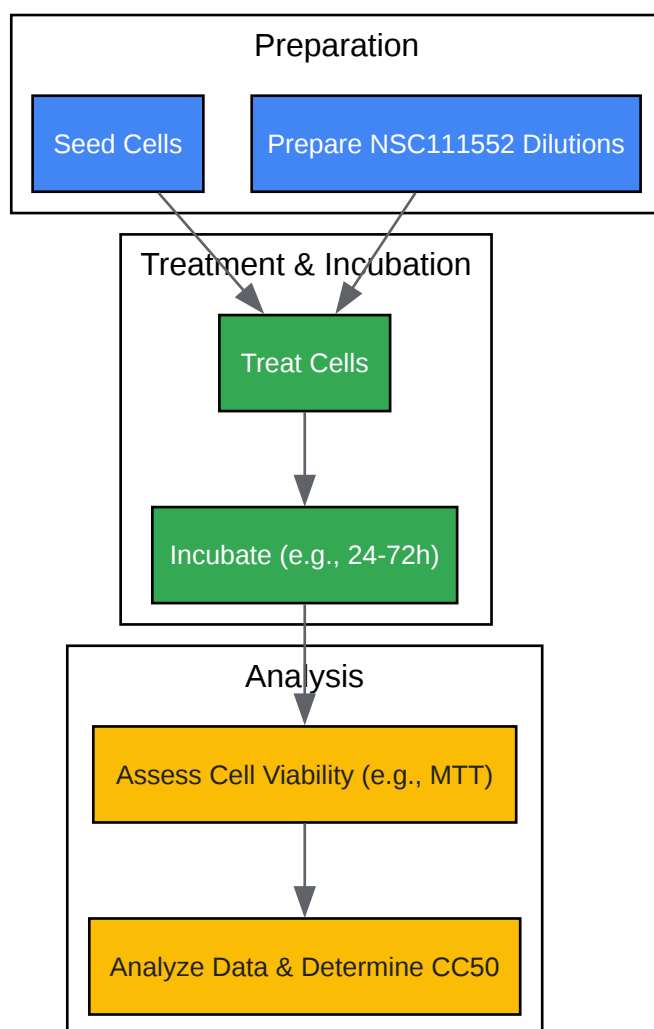 Preparation
Seed Cells
Prepare NSC111552 Dilutions
Treatment & Incubation
Treat Cells
Incubate (e.g., 24-72h)
Analysis
Assess Cell Viability (e.g., MTT)
Analyze Data & Determine CC50